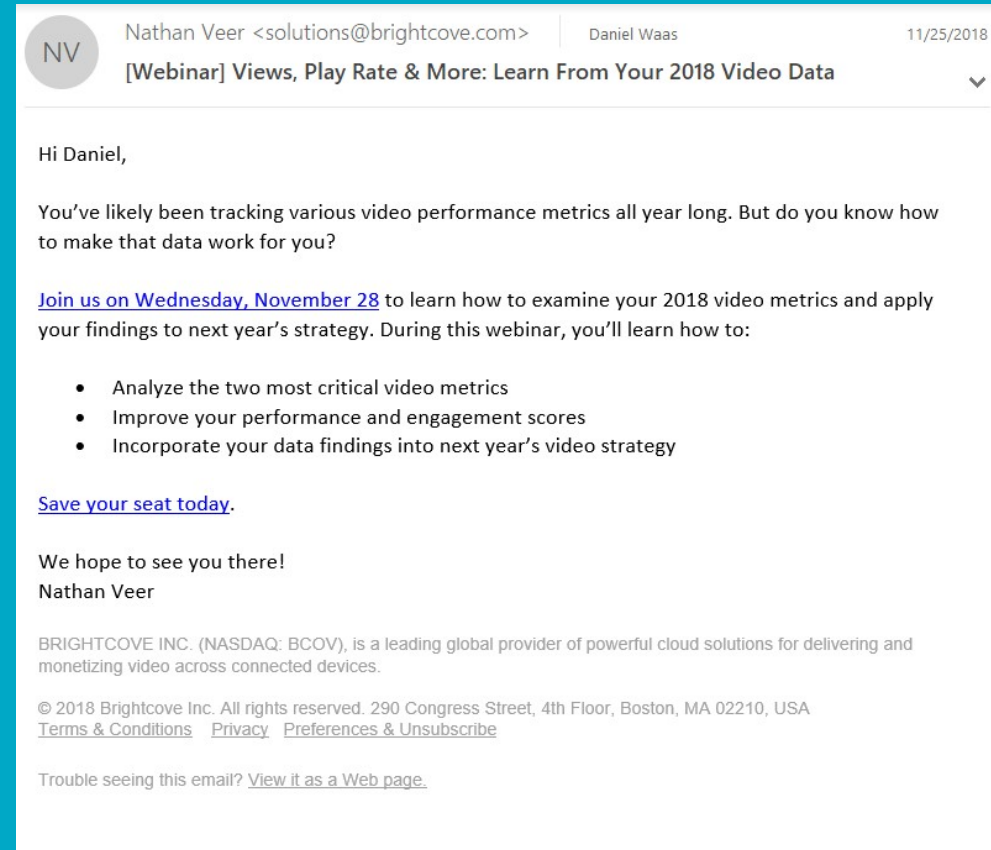 NV
Nathan Veer <solutions@brightcove.com>
Daniel Waas
11/25/2018
[Webinar] Views, Play Rate & More: Learn From Your 2018 Video Data
Hi Daniel,
You’ve likely been tracking various video performance metrics all year long. But do you know how
to make that data work for you?
Join us on Wednesday, November 28 to learn how to examine your 2018 video metrics and apply
your findings to next year’s strategy. During this webinar, you’ll learn how to:
• Analyze the two most critical video metrics
• Improve your performance and engagement scores
• Incorporate your data findings into next year’s video strategy
Save your seat today.
We hope to see you there!
Nathan Veer
BRIGHTCOVE INC. (NASDAQ: BCOV), is a leading global provider of powerful cloud solutions for delivering and
monetizing video across connected devices.
© 2018 Brightcove Inc. All rights reserved. 290 Congress Street, 4th Floor, Boston, MA 02210, USA
Terms & Conditions Privacy Preferences & Unsubscribe
Trouble seeing this email? View it as a Web page.